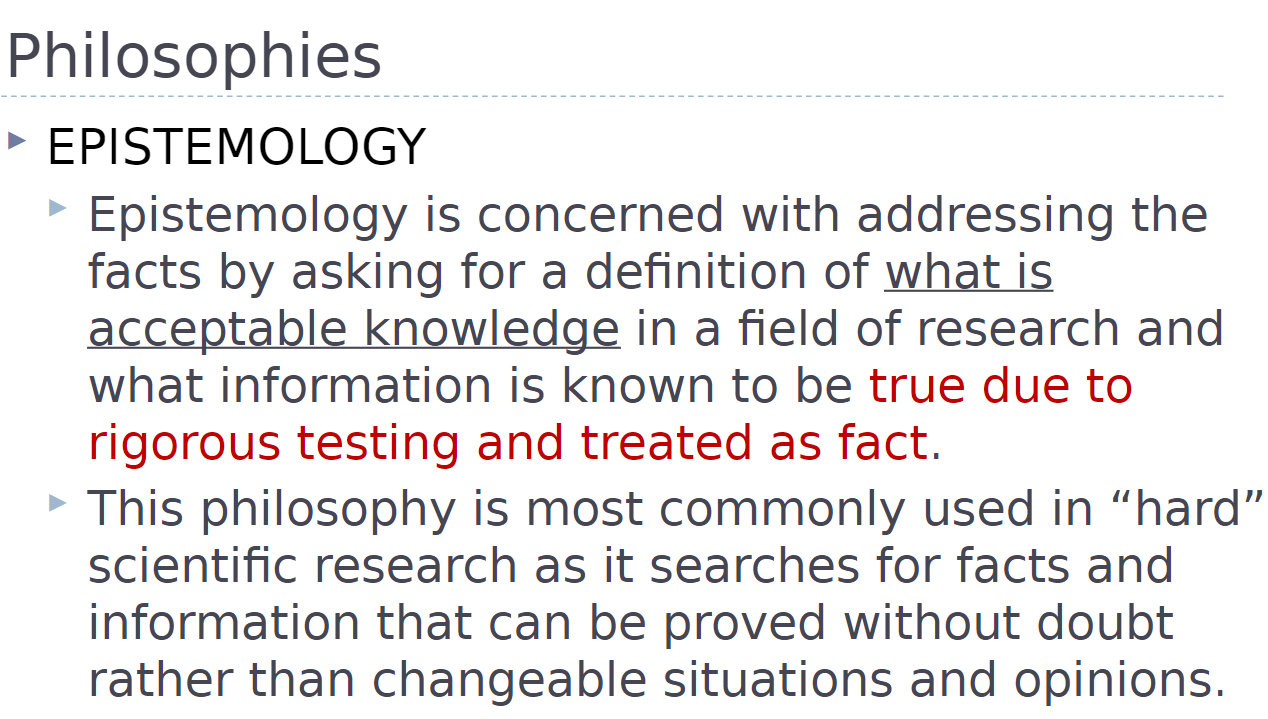 Philosophies
EPISTEMOLOGY
Epistemology is concerned with addressing the
facts by asking for a definition of what is
acceptable knowledge in a field of research and
what information is known to be true due to
rigorous testing and treated as fact.
This philosophy is most commonly used in “hard”
scientific research as it searches for facts and
information that can be proved without doubt
rather than changeable situations and opinions.